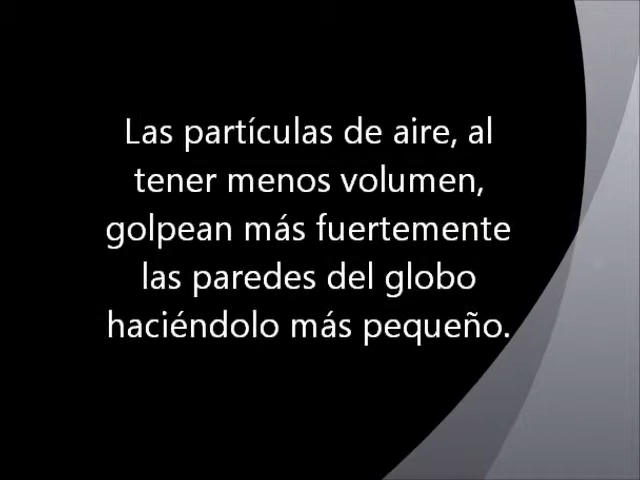 Las partículas de aire, al
tener menos volumen,
golpean más fuertemente
las paredes del globo
haciéndolo más pequeño.